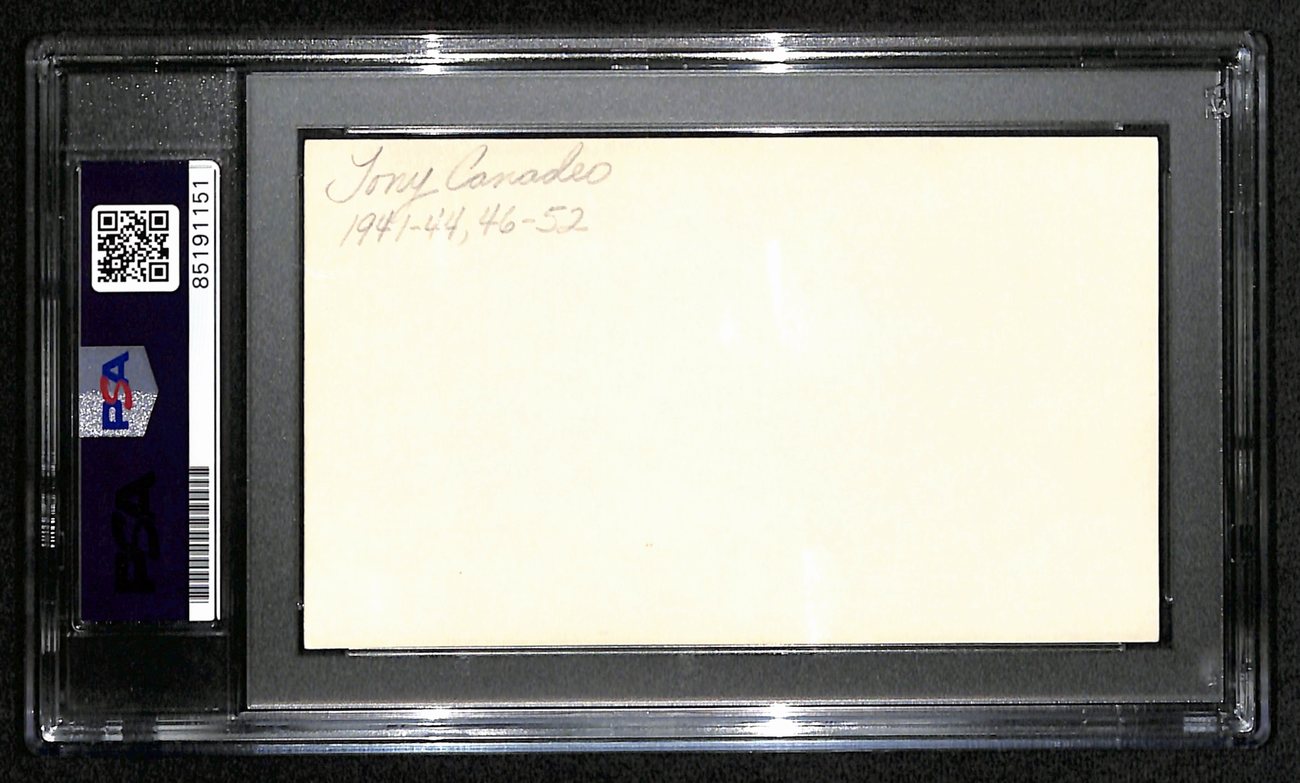 Tony Canadeo
1941-44, 46-52
85191151
PSA
PSA